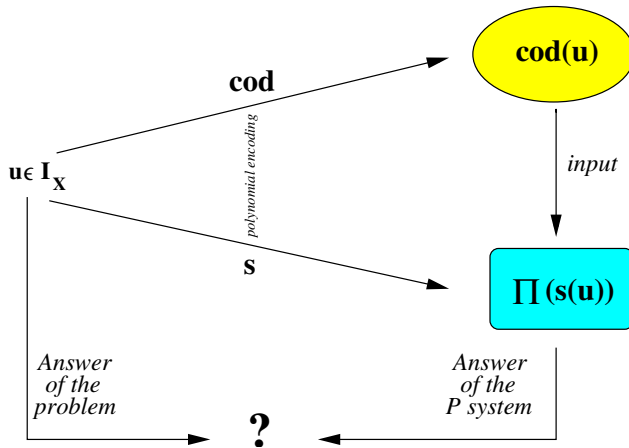 cod(u)
cod
polynomial encoding
u ϵ I_X
input
s
∏(s(u))
Answer
of the
problem
Answer
of the
P system
?